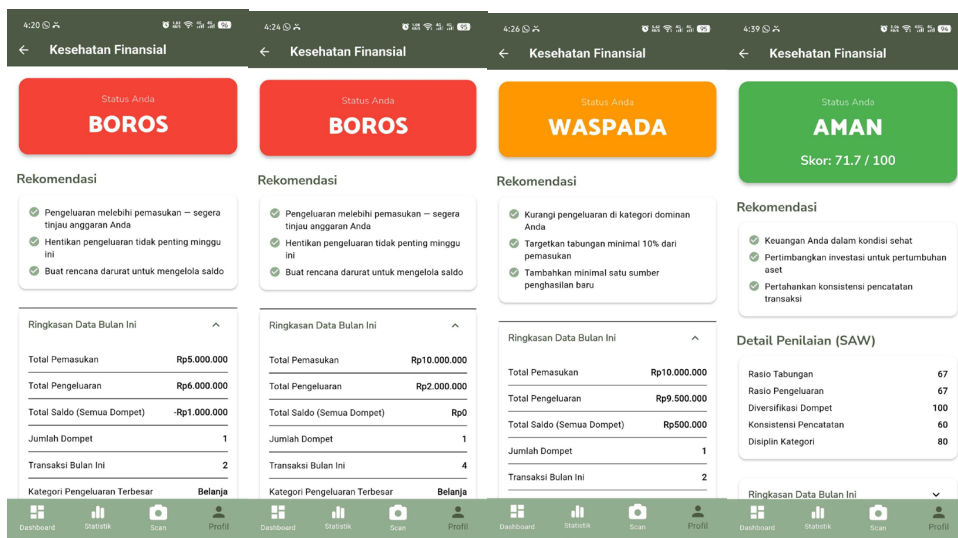 4:20
96
Kesehatan Finansial
Status Anda
BOROS
Rekomendasi
Pengeluaran melebihi pemasukan — segera
tinjau anggaran Anda
Hentikan pengeluaran tidak penting minggu
ini
Buat rencana darurat untuk mengelola saldo
Ringkasan Data Bulan Ini
Total Pemasukan Rp5.000.000
Total Pengeluaran Rp6.000.000
Total Saldo (Semua Dompet) -Rp1.000.000
Jumlah Dompet 1
Transaksi Bulan Ini 2
Kategori Pengeluaran Terbesar Belanja
Dashboard Statistik Scan Profil
4:24
95
Kesehatan Finansial
Status Anda
BOROS
Rekomendasi
Pengeluaran melebihi pemasukan — segera
tinjau anggaran Anda
Hentikan pengeluaran tidak penting minggu
ini
Buat rencana darurat untuk mengelola saldo
Ringkasan Data Bulan Ini
Total Pemasukan Rp10.000.000
Total Pengeluaran Rp2.000.000
Total Saldo (Semua Dompet) Rp0
Jumlah Dompet 1
Transaksi Bulan Ini 4
Kategori Pengeluaran Terbesar Belanja
Dashboard Statistik Scan Profil
4:26
95
Kesehatan Finansial
Status Anda
WASPADA
Rekomendasi
Kurangi pengeluaran di kategori dominan
Anda
Targetkan tabungan minimal 10% dari
pemasukan
Tambahkan minimal satu sumber
penghasilan baru
Ringkasan Data Bulan Ini
Total Pemasukan Rp10.000.000
Total Pengeluaran Rp9.500.000
Total Saldo (Semua Dompet) Rp500.000
Jumlah Dompet 1
Transaksi Bulan Ini 2
Dashboard Statistik Scan Profil
4:39
94
Kesehatan Finansial
Status Anda
AMAN
Skor: 71.7 / 100
Rekomendasi
Keuangan Anda dalam kondisi sehat
Pertimbangkan investasi untuk pertumbuhan
aset
Pertahankan konsistensi pencatatan
transaksi
Detail Penilaian (SAW)
Rasio Tabungan 67
Rasio Pengeluaran 67
Diversifikasi Dompet 100
Konsistensi Pencatatan 60
Disiplin Kategori 80
Ringkasan Data Bulan Ini
Dashboard Statistik Scan Profil